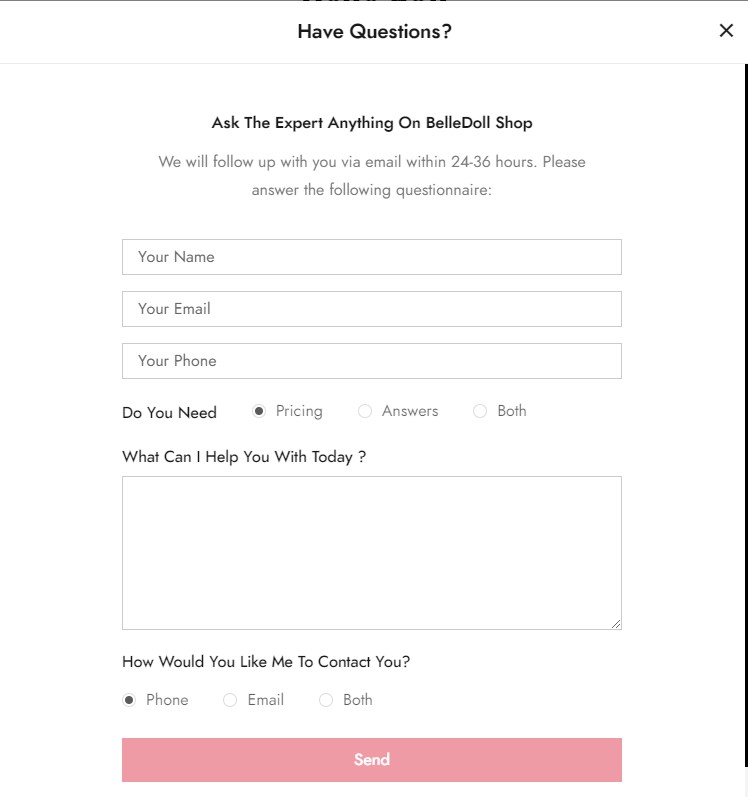 Have Questions?
Ask The Expert Anything On BelleDoll Shop
We will follow up with you via email within 24-36 hours. Please
answer the following questionnaire:
Your Name
Your Email
Your Phone
Do You Need Pricing Answers Both
What Can I Help You With Today ?
How Would You Like Me To Contact You?
Phone Email Both
Send